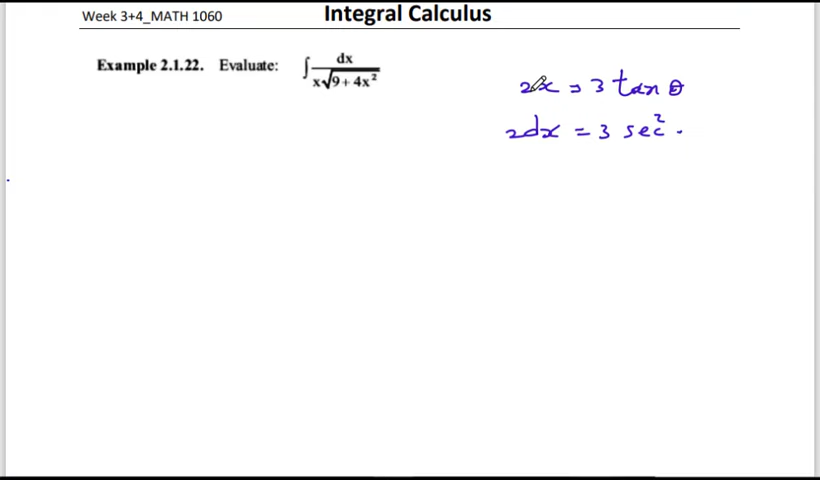 Week 3+4_MATH 1060
Integral Calculus
Example 2.1.22. Evaluate: ∫ dx / x√9 + 4x²
2x = 3 tan θ
2dx = 3 sec² .